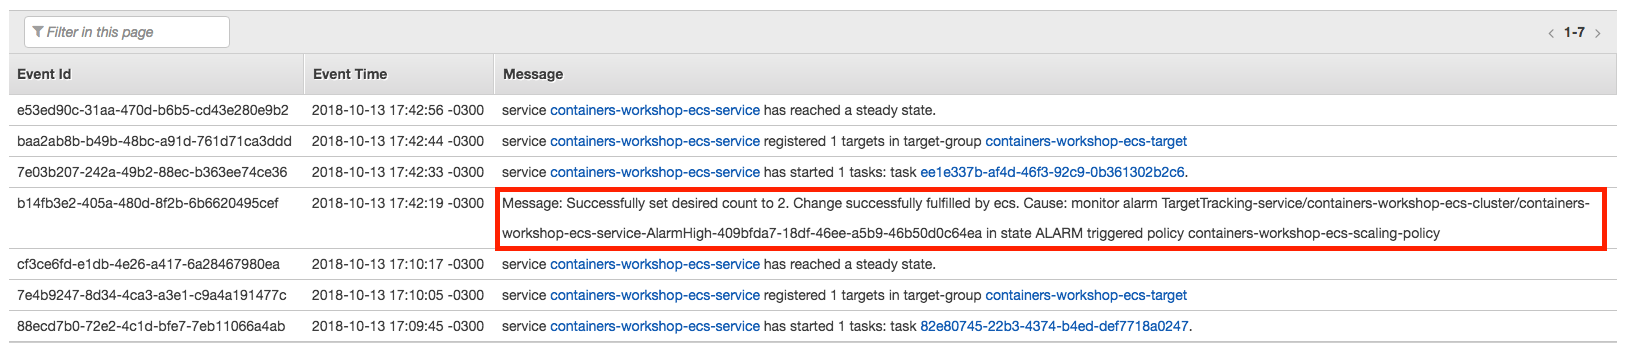 Filter in this page
1-7
Event Id Event Time Message
e53ed90c-31aa-470d-b6b5-cd43e280e9b2 2018-10-13 17:42:56 -0300 service containers-workshop-ecs-service has reached a steady state.
baa2ab8b-b49b-48bc-a91d-761d71ca3ddd 2018-10-13 17:42:44 -0300 service containers-workshop-ecs-service registered 1 targets in target-group containers-workshop-ecs-target
7e03b207-242a-49b2-88ec-b363ee74ce36 2018-10-13 17:42:33 -0300 service containers-workshop-ecs-service has started 1 tasks: task ee1e337b-af4d-46f3-92c9-0b361302b2c6.
b14fb3e2-405a-480d-8f2b-6b6620495cef 2018-10-13 17:42:19 -0300 Message: Successfully set desired count to 2. Change successfully fulfilled by ecs. Cause: monitor alarm TargetTracking-service/containers-workshop-ecs-cluster/containers-
workshop-ecs-service-AlarmHigh-409bfda7-18df-46ee-a5b9-46b50d0c64ea in state ALARM triggered policy containers-workshop-ecs-scaling-policy
cf3ce6fd-e1db-4e26-a417-6a28467980ea 2018-10-13 17:10:17 -0300 service containers-workshop-ecs-service has reached a steady state.
7e4b9247-8d34-4ca3-a3e1-c9a4a191477c 2018-10-13 17:10:05 -0300 service containers-workshop-ecs-service registered 1 targets in target-group containers-workshop-ecs-target
88ecd7b0-72e2-4c1d-bfe7-7eb11066a4ab 2018-10-13 17:09:45 -0300 service containers-workshop-ecs-service has started 1 tasks: task 82e80745-22b3-4374-b4ed-def7718a0247.